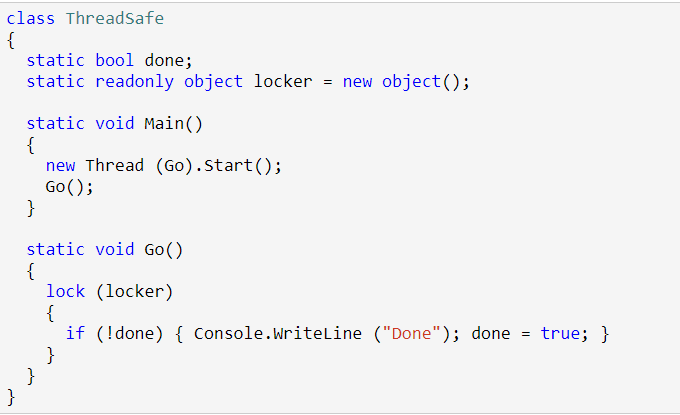 class ThreadSafe
{
  static bool done;
  static readonly object locker = new object();

  static void Main()
  {
    new Thread (Go).Start();
    Go();
  }

  static void Go()
  {
    lock (locker)
    {
      if (!done) { Console.WriteLine ("Done"); done = true; }
    }
  }
}